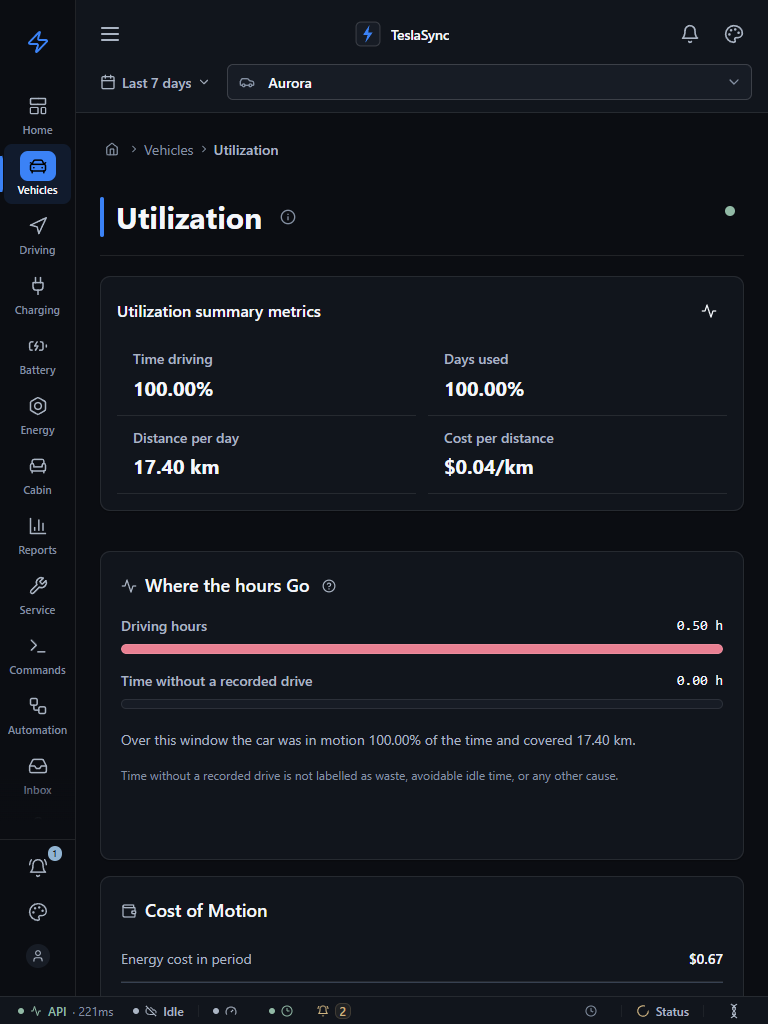 TeslaSync
Last 7 days
Aurora
Home
Vehicles
Driving
Charging
Battery
Energy
Cabin
Reports
Service
Commands
Automation
Inbox
1
Vehicles > Utilization
Utilization
Utilization summary metrics
Time driving
100.00%
Days used
100.00%
Distance per day
17.40 km
Cost per distance
$0.04/km
Where the hours Go
Driving hours 0.50 h
Time without a recorded drive 0.00 h
Over this window the car was in motion 100.00% of the time and covered 17.40 km.
Time without a recorded drive is not labelled as waste, avoidable idle time, or any other cause.
Cost of Motion
Energy cost in period $0.67
API · 221ms Idle 2 Status